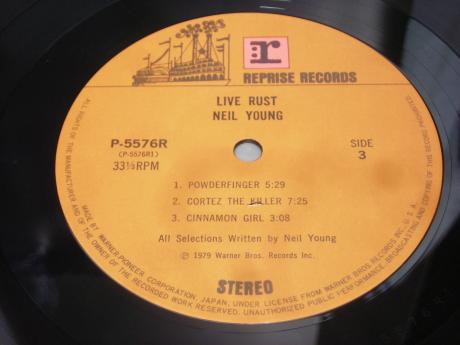 r
REPRISE RECORDS
LIVE RUST
NEIL YOUNG
P-5576R
(P-5576R1)
33⅓RPM
SIDE
3
1. POWDERFINGER 5:29
2. CORTEZ THE KILLER 7:25
3. CINNAMON GIRL 3:08
All Selections Written by Neil Young
℗ 1979 Warner Bros. Records Inc.
STEREO
ALL RIGHTS OF THE MANUFACTURER AND OF THE OWNER OF THE RECORDED WORK RESERVED. UNAUTHORIZED PUBLIC PERFORMANCE, BROADCASTING AND COPYING OF THIS RECORD PROHIBITED.
MADE BY WARNER-PIONEER CORPORATION, JAPAN, UNDER LICENSE FROM WARNER BROS. RECORDS INC., U.S.A.